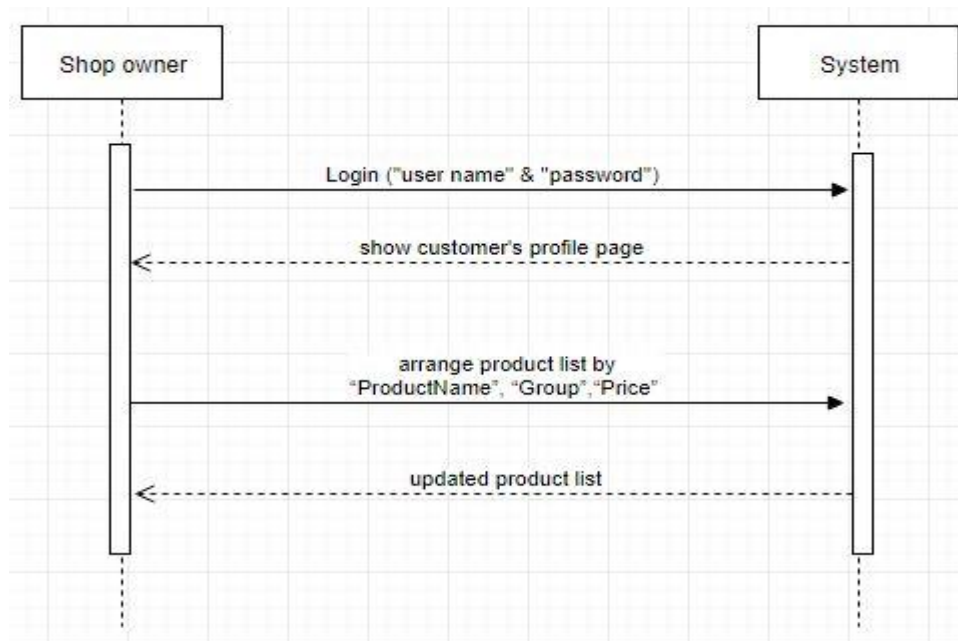 Shop owner
System
Login ("user name" & "password")
show customer's profile page
arrange product list by
“ProductName”, “Group”,“Price”
updated product list